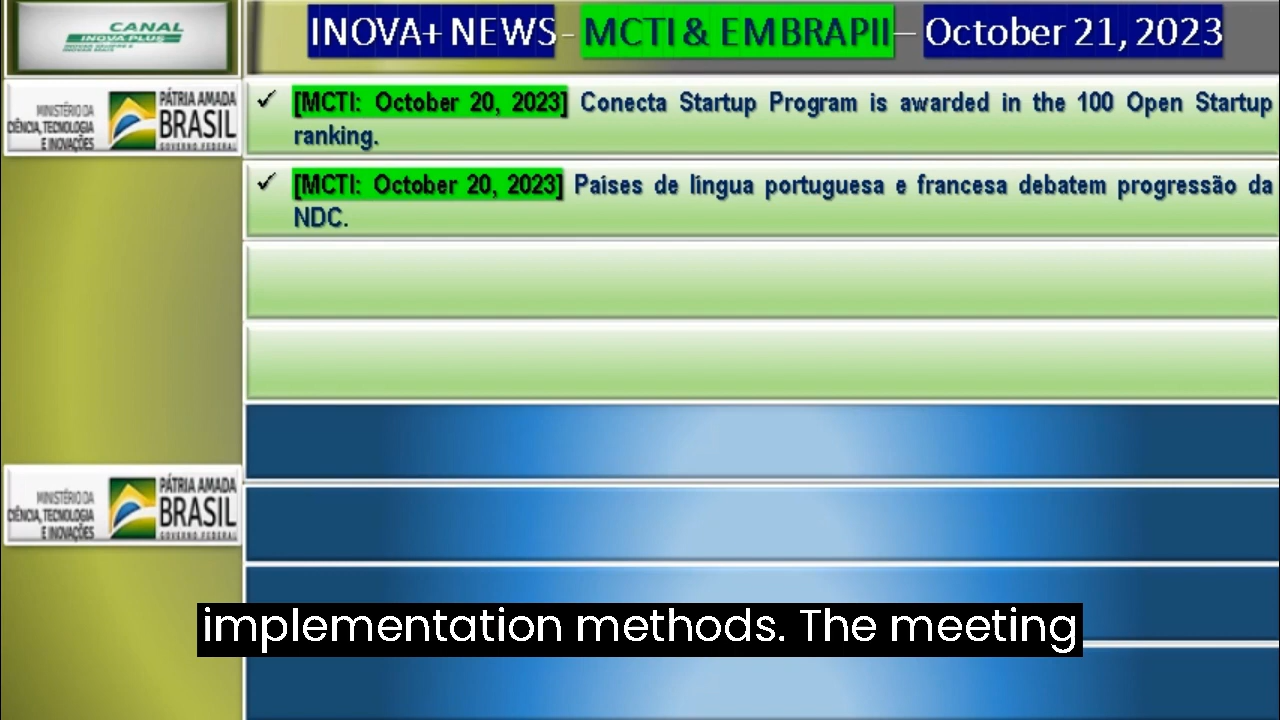 CANAL
INOVA PLUS
INOVA+ NEWS – MCTI & EMBRAPII – October 21, 2023
MINISTÉRIO DA
CIÊNCIA, TECNOLOGIA
E INOVAÇÕES
PÁTRIA AMADA
BRASIL
GOVERNO FEDERAL
✓ [MCTI: October 20, 2023] Conecta Startup Program is awarded in the 100 Open Startup
ranking.
✓ [MCTI: October 20, 2023] Países de língua portuguesa e francesa debatem progressão da
NDC.
MINISTÉRIO DA
CIÊNCIA, TECNOLOGIA
E INOVAÇÕES
PÁTRIA AMADA
BRASIL
GOVERNO FEDERAL
implementation methods. The meeting